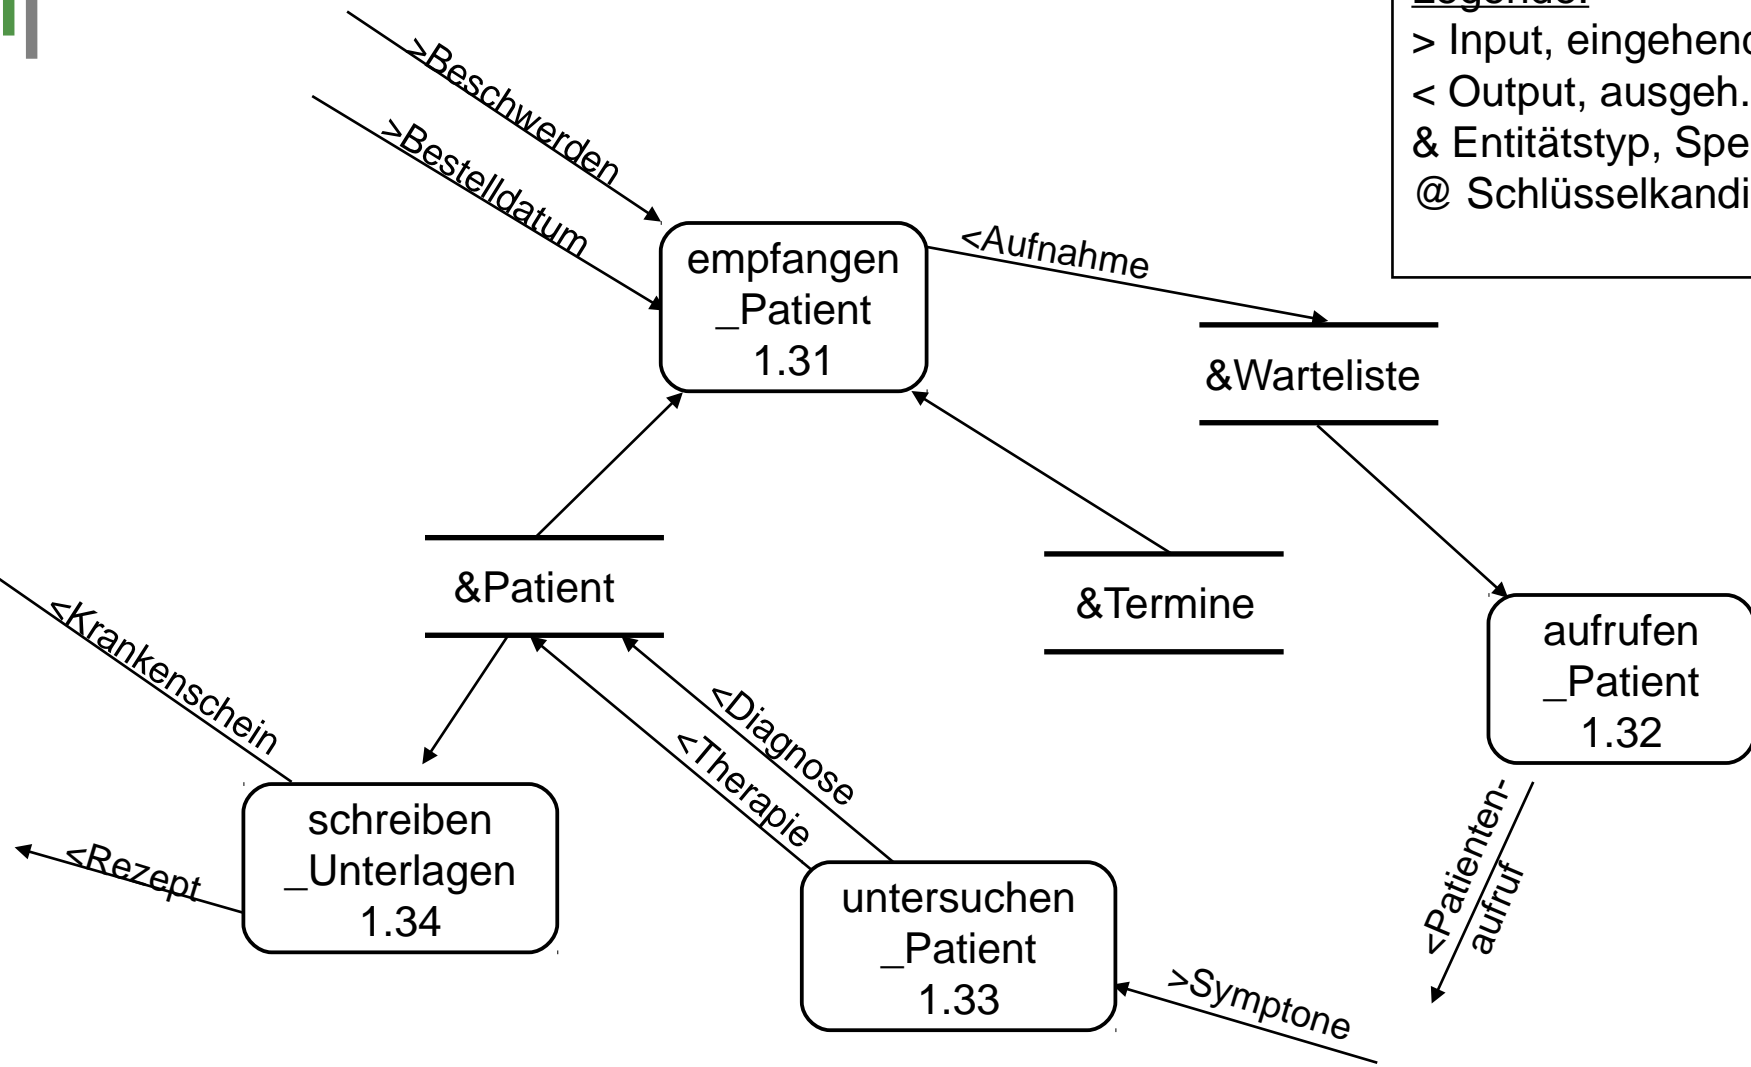 Legende:
> Input, eingehend
< Output, ausgeh.
& Entitätstyp, Spe
@ Schlüsselkandi
>Beschwerden
>Bestelldatum
empfangen
_Patient
1.31
<Aufnahme
&Warteliste
&Patient
&Termine
aufrufen
_Patient
1.32
<Krankenschein
<Diagnose
<Therapie
<Patienten-
aufruf
schreiben
_Unterlagen
1.34
<Rezept
untersuchen
_Patient
1.33
>Symptone